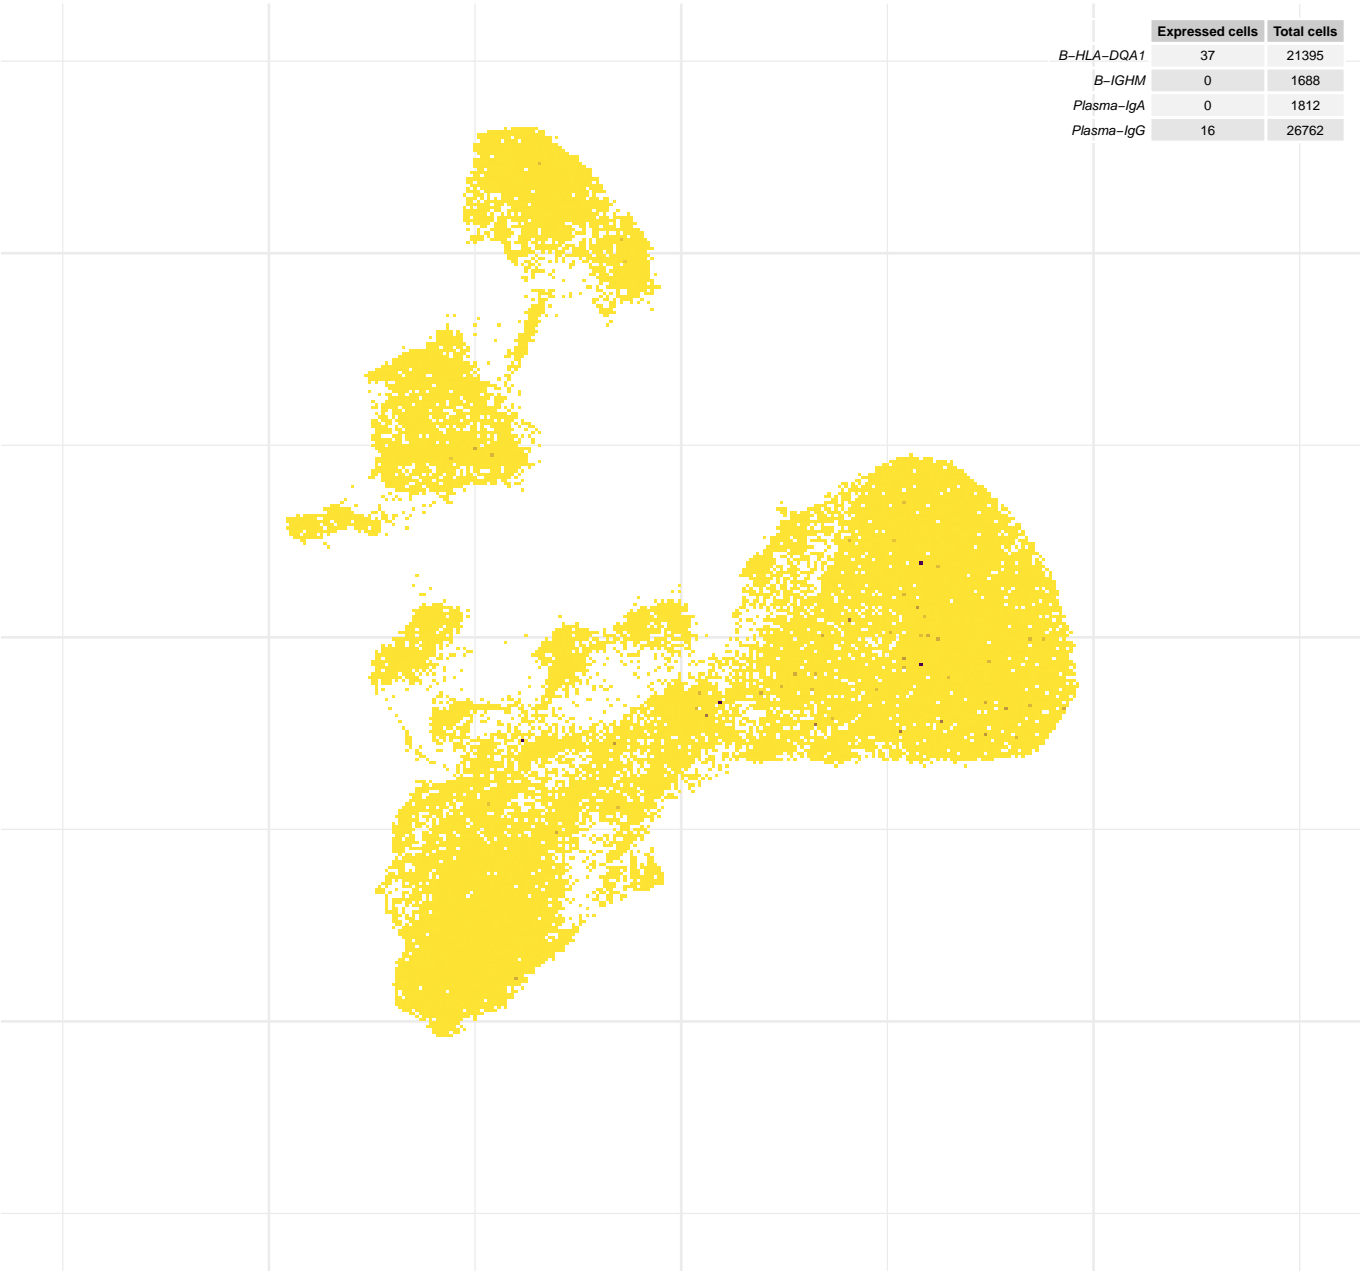 Expressed cells Total cells
B−HLA−DQA1 37 21395
B−IGHM 0 1688
Plasma−IgA 0 1812
Plasma−IgG 16 26762